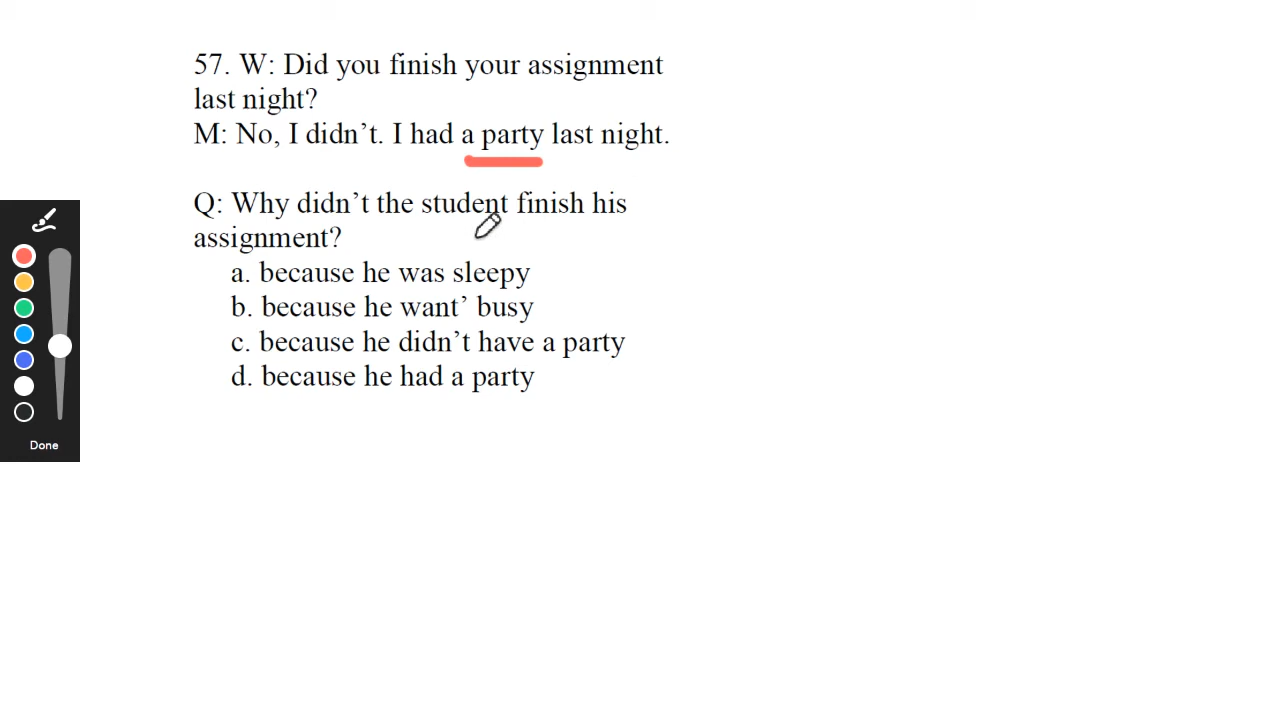 57. W: Did you finish your assignment
last night?
M: No, I didn’t. I had a party last night.
Q: Why didn’t the student finish his
assignment?
a. because he was sleepy
b. because he want’ busy
c. because he didn’t have a party
d. because he had a party
Done